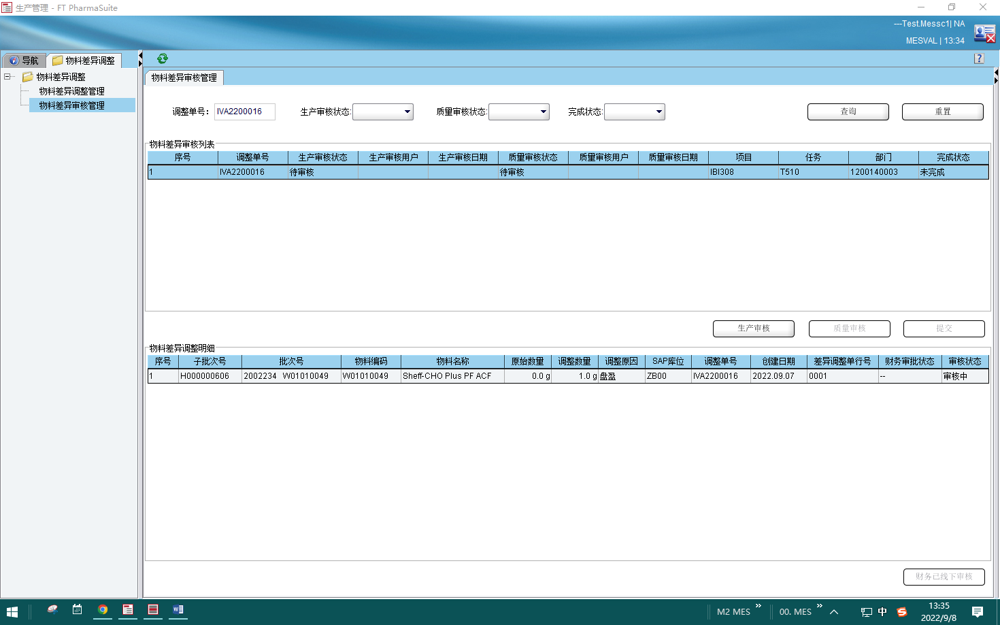 生产管理 - FT PharmaSuite
---Test.Messc1| NA
MESVAL | 13:34
导航 物料差异调整
物料差异调整
物料差异调整管理
物料差异审核管理
物料差异审核管理
调整单号： IVA2200016 生产审核状态: 质量审核状态: 完成状态: 查询 重置
物料差异审核列表
序号 调整单号 生产审核状态 生产审核用户 生产审核日期 质量审核状态 质量审核用户 质量审核日期 项目 任务 部门 完成状态
1 IVA2200016 待审核 待审核 IBI308 T510 1200140003 未完成
生产审核 质量审核 提交
物料差异调整明细
序号 子批次号 批次号 物料编码 物料名称 原始数量 调整数量 调整原因 SAP库位 调整单号 创建日期 差异调整单行号 财务审批状态 审核状态
1 H000000606 2002234 W01010049 W01010049 Sheff-CHO Plus PF ACF 0.0 g 1.0 g 盘盈 ZB00 IVA2200016 2022.09.07 0001 -- 审核中
财务已线下审核
M2 MES » 00. MES » 中 13:35
2022/9/8